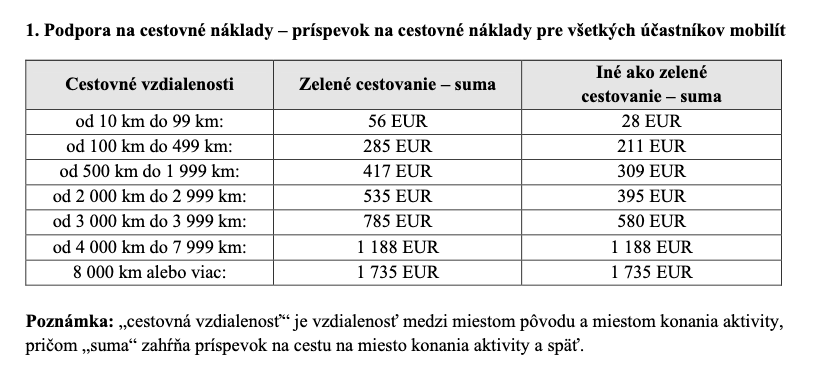 1. Podpora na cestovné náklady – príspevok na cestovné náklady pre všetkých účastníkov mobilít
Cestovné vzdialenosti Zelené cestovanie – suma Iné ako zelené
cestovanie – suma
od 10 km do 99 km: 56 EUR 28 EUR
od 100 km do 499 km: 285 EUR 211 EUR
od 500 km do 1 999 km: 417 EUR 309 EUR
od 2 000 km do 2 999 km: 535 EUR 395 EUR
od 3 000 km do 3 999 km: 785 EUR 580 EUR
od 4 000 km do 7 999 km: 1 188 EUR 1 188 EUR
8 000 km alebo viac: 1 735 EUR 1 735 EUR
Poznámka: „cestovná vzdialenosť“ je vzdialenosť medzi miestom pôvodu a miestom konania aktivity,
pričom „suma“ zahŕňa príspevok na cestu na miesto konania aktivity a späť.